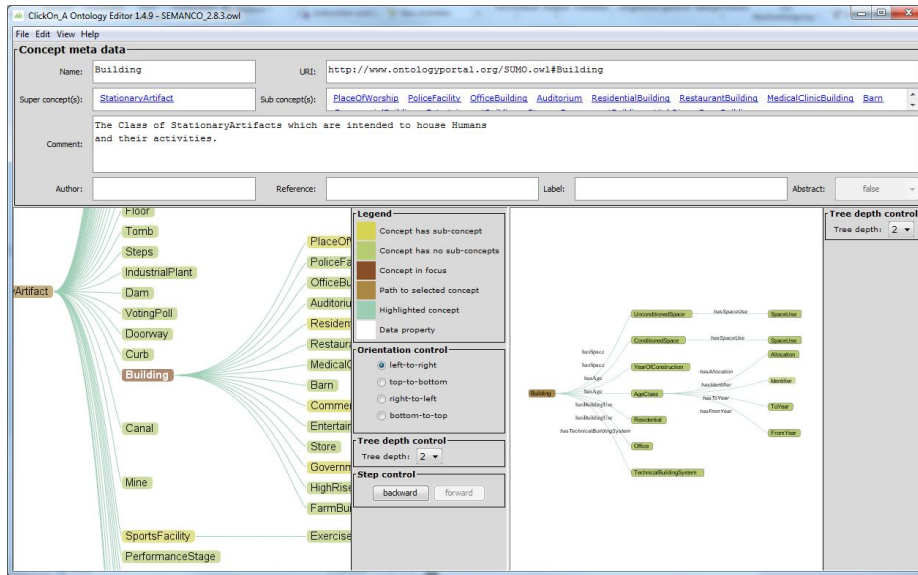 ClickOn_A Ontology Editor 1.4.9 - SEMANCO_2.8.3.owl
File Edit View Help
Concept meta data
Name: Building URI: http://www.ontologyportal.org/SUMO.owl#Building
Super concept(s): StationaryArtifact Sub concept(s): PlaceOfWorship PoliceFacility OfficeBuilding Auditorium ResidentialBuilding RestaurantBuilding MedicalClinicBuilding Barn
Comment: The Class of StationaryArtifacts which are intended to house Humans
and their activities.
Author: Reference: Label: Abstract: false
Artifact
Floor
Tomb
Steps
IndustrialPlant
Dam
VotingPoll
Doorway
Curb
Building
Canal
Mine
SportsFacility
PerformanceStage
PlaceOf
PoliceFa
OfficeBu
Auditoriu
Residen
Restaura
MedicalC
Barn
Commer
Entertain
Store
Governm
HighRise
FarmBui
Exercise
Legend
Concept has sub-concept
Concept has no sub-concepts
Concept in focus
Path to selected concept
Highlighted concept
Data property
Orientation control
left-to-right
top-to-bottom
right-to-left
bottom-to-top
Tree depth control
Tree depth: 2
Step control
backward forward
Building
hasSpace
hasSpace
hasAge
hasAge
hasBuildingUse
hasBuildingUse
hasTechnicalBuildingSystem
UnconditionedSpace hasSpaceUse SpaceUse
ConditionedSpace hasSpaceUse SpaceUse
YearOfConstruction
AgeClass
Residential
Office
TechnicalBuildingSystem
hasAllocation Allocation
hasIdentifier Identifier
hasToYear ToYear
hasFromYear FromYear
Tree depth control
Tree depth: 2